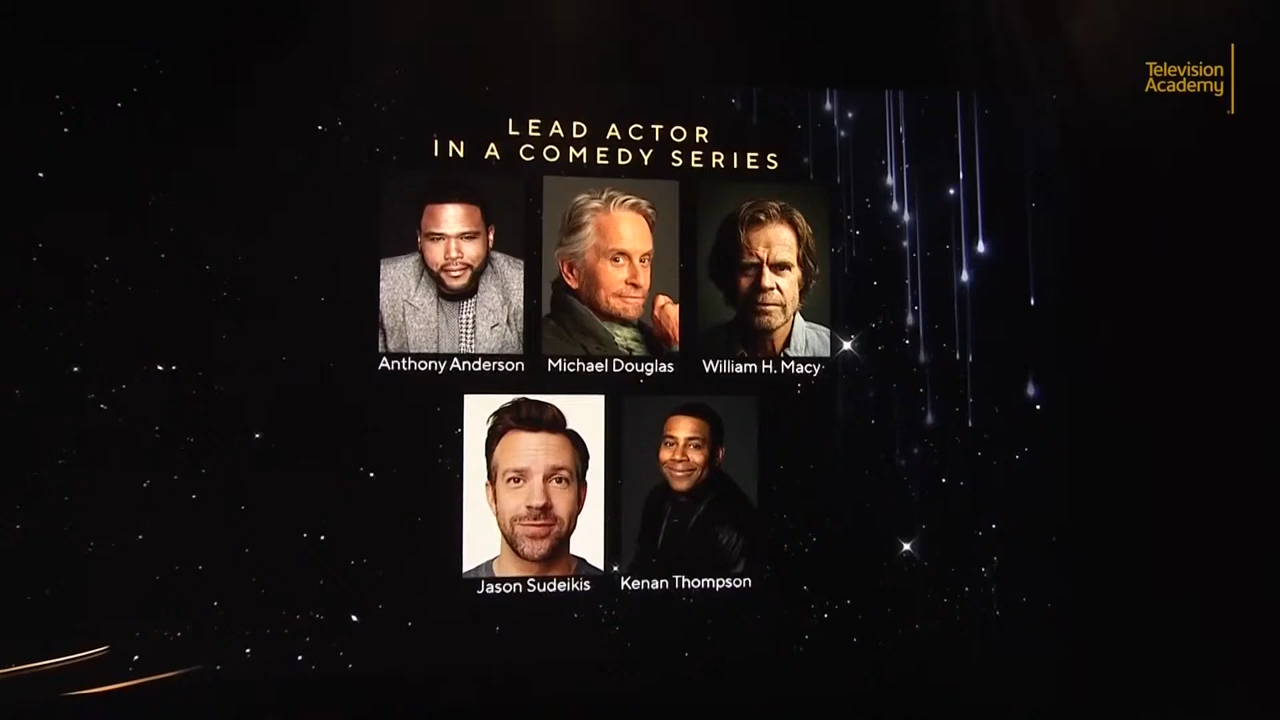 Television
Academy
LEAD ACTOR
IN A COMEDY SERIES
Anthony Anderson
Michael Douglas
William H. Macy
Jason Sudeikis
Kenan Thompson